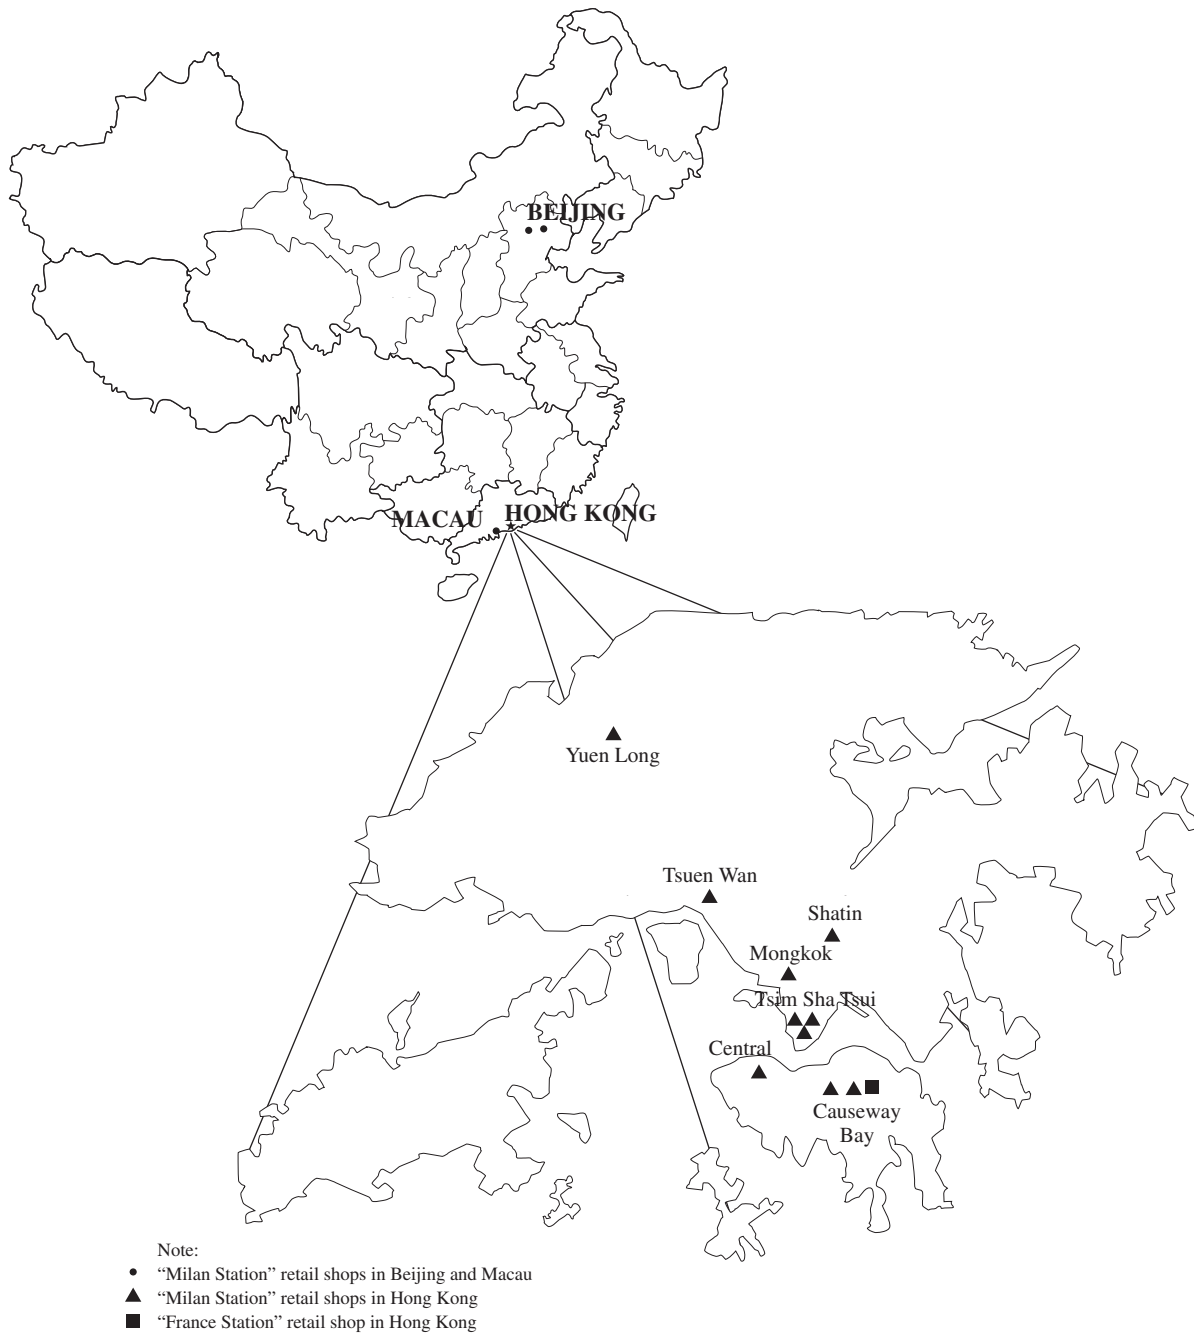 BEIJING
MACAU
HONG KONG
Yuen Long
Tsuen Wan
Shatin
Mongkok
Tsim Sha Tsui
Central
Causeway
Bay
Note:
“Milan Station” retail shops in Beijing and Macau
“Milan Station” retail shops in Hong Kong
“France Station” retail shop in Hong Kong